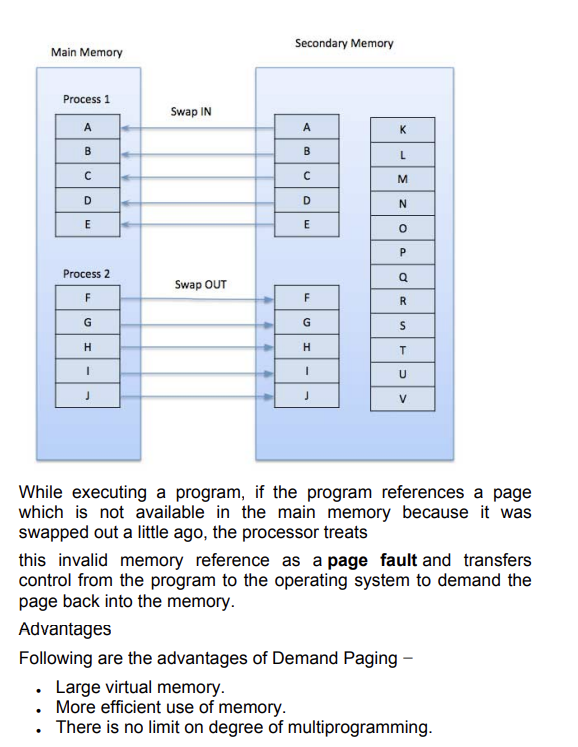 Main Memory
Secondary Memory
Process 1
Swap IN
A
B
C
D
E
A
B
C
D
E
Process 2
Swap OUT
F
G
H
I
J
F
G
H
I
J
K
L
M
N
O
P
Q
R
S
T
U
V
While executing a program, if the program references a page
which is not available in the main memory because it was
swapped out a little ago, the processor treats
this invalid memory reference as a page fault and transfers
control from the program to the operating system to demand the
page back into the memory.
Advantages
Following are the advantages of Demand Paging −
• Large virtual memory.
• More efficient use of memory.
• There is no limit on degree of multiprogramming.